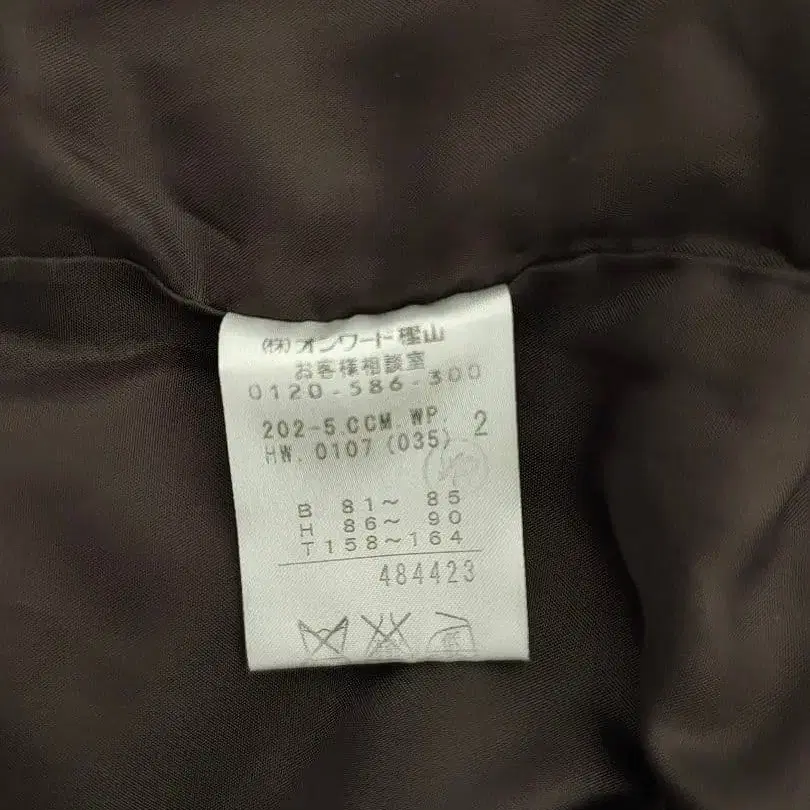 (株)オンワード樫山
お客様相談室
0120-586-300
202-5.CCM.WP 2
HW.0107(035)
B 81～ 85
H 86～ 90
T158～164
484423